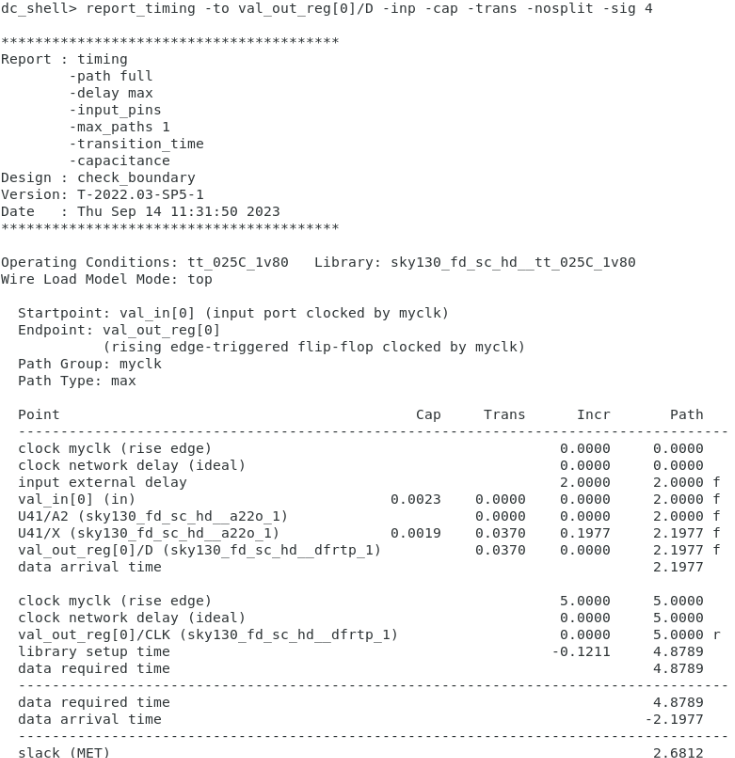 dc_shell> report_timing -to val_out_reg[0]/D -inp -cap -trans -nosplit -sig 4
****************************************
Report : timing
        -path full
        -delay max
        -input_pins
        -max_paths 1
        -transition_time
        -capacitance
Design : check_boundary
Version: T-2022.03-SP5-1
Date   : Thu Sep 14 11:31:50 2023
****************************************
Operating Conditions: tt_025C_1v80   Library: sky130_fd_sc_hd__tt_025C_1v80
Wire Load Model Mode: top
  Startpoint: val_in[0] (input port clocked by myclk)
  Endpoint: val_out_reg[0]
            (rising edge-triggered flip-flop clocked by myclk)
  Path Group: myclk
  Path Type: max
  Point                                          Cap     Trans      Incr       Path
  ------------------------------------------------------------------------------------
  clock myclk (rise edge)                                         0.0000     0.0000
  clock network delay (ideal)                                     0.0000     0.0000
  input external delay                                            2.0000     2.0000 f
  val_in[0] (in)                              0.0023    0.0000    0.0000     2.0000 f
  U41/A2 (sky130_fd_sc_hd__a22o_1)                      0.0000    0.0000     2.0000 f
  U41/X (sky130_fd_sc_hd__a22o_1)             0.0019    0.0370    0.1977     2.1977 f
  val_out_reg[0]/D (sky130_fd_sc_hd__dfrtp_1)           0.0370    0.0000     2.1977 f
  data arrival time                                                          2.1977
  clock myclk (rise edge)                                         5.0000     5.0000
  clock network delay (ideal)                                     0.0000     5.0000
  val_out_reg[0]/CLK (sky130_fd_sc_hd__dfrtp_1)                   0.0000     5.0000 r
  library setup time                                             -0.1211     4.8789
  data required time                                                         4.8789
  ------------------------------------------------------------------------------------
  data required time                                                         4.8789
  data arrival time                                                         -2.1977
  ------------------------------------------------------------------------------------
  slack (MET)                                                                2.6812